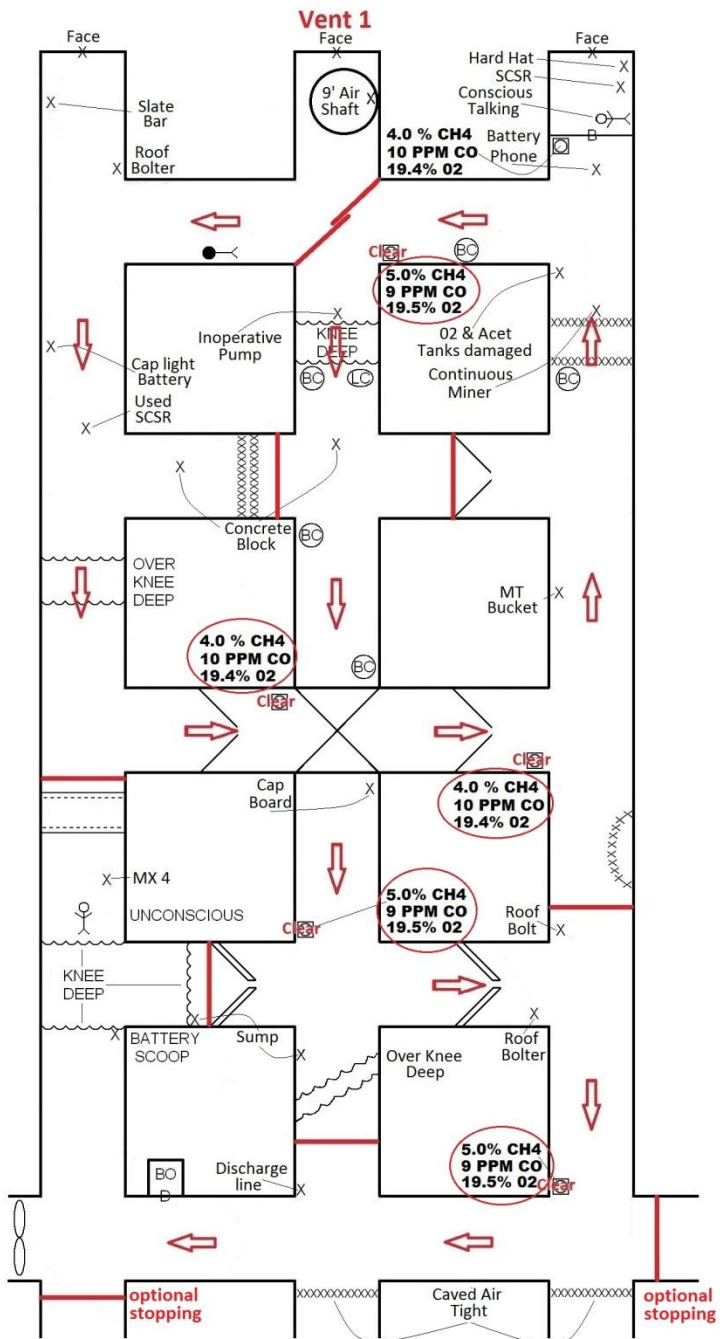 Vent 1
Face
Face
Face
Hard Hat
SCSR
Conscious
Talking
9' Air
Shaft
Slate
Bar
B
4.0 % CH4
10 PPM CO
19.4% 02
Battery
Phone
Roof
Bolter
Clear
BC
5.0% CH4
9 PPM CO
19.5% 02
Inoperative
Pump
KNEE
DEEP
02 & Acet
Tanks damaged
Continuous
Miner
Cap light
Battery
BC
LC
BC
Used
SCSR
Concrete
Block
BC
OVER
KNEE
DEEP
MT
Bucket
4.0 % CH4
10 PPM CO
19.4% 02
BC
Clear
Clear
Cap
Board
4.0 % CH4
10 PPM CO
19.4% 02
MX 4
UNCONSCIOUS
5.0% CH4
9 PPM CO
19.5% 02
Clear
Roof
Bolt
KNEE
DEEP
BATTERY
SCOOP
Sump
Roof
Bolter
Over Knee
Deep
5.0% CH4
9 PPM CO
19.5% 02
Clear
BO
D
Discharge
line
optional
stopping
Caved Air
Tight
optional
stopping